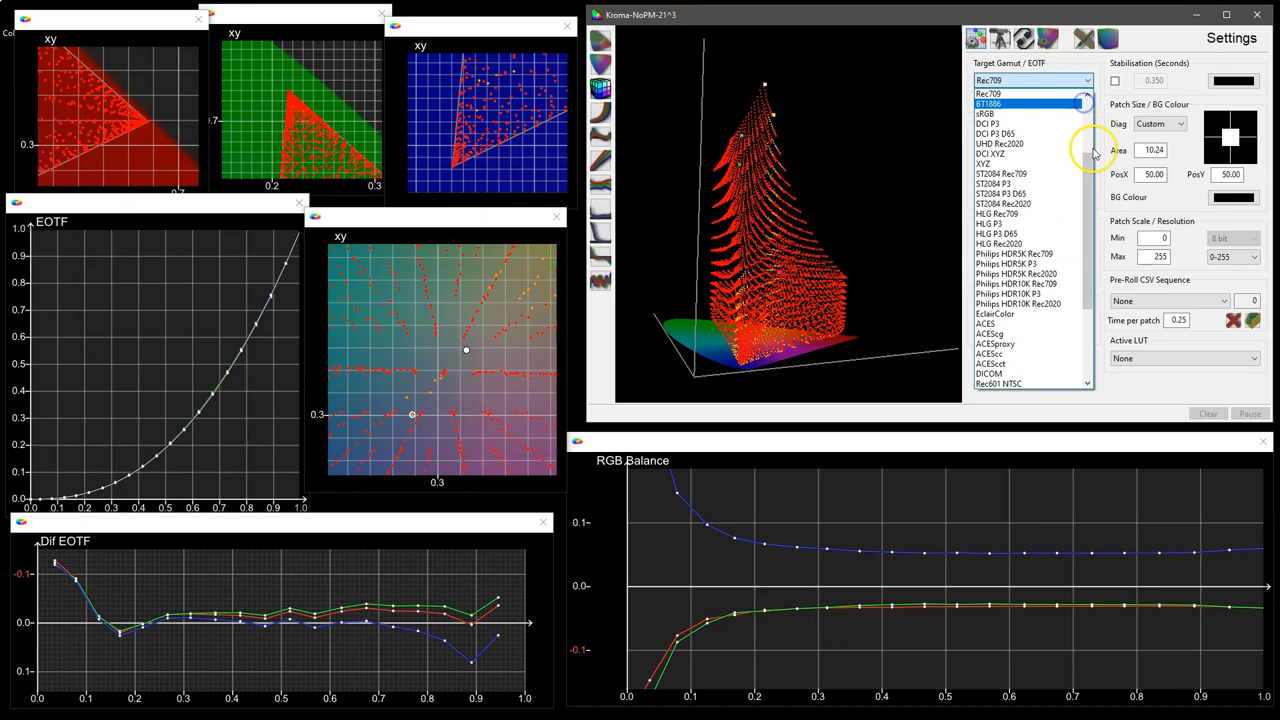 xy
0.3
0.7
xy
0.7
0.2
0.3
xy
EOTF
1.0
0.9
0.8
0.7
0.6
0.5
0.4
0.3
0.2
0.1
0.0
0.0 0.1 0.2 0.3 0.4 0.5 0.6 0.7 0.8 0.9 1.0
xy
0.3
0.3
Dif EOTF
-0.1
0.0
0.1
0.0 0.1 0.2 0.3 0.4 0.5 0.6 0.7 0.8 0.9 1.0
Kroma-NoPM-21^3
Settings
Target Gamut / EOTF
Rec709
Rec709
BT1886
sRGB
DCI P3
DCI P3 D65
UHD Rec2020
DCI XYZ
XYZ
ST2084 Rec709
ST2084 P3
ST2084 P3 D65
ST2084 Rec2020
HLG Rec709
HLG P3
HLG P3 D65
HLG Rec2020
Philips HDR5K Rec709
Philips HDR5K P3
Philips HDR5K Rec2020
Philips HDR10K Rec709
Philips HDR10K P3
Philips HDR10K Rec2020
EclairColor
ACES
ACEScg
ACESproxy
ACEScc
ACEScct
DICOM
Rec601 NTSC
Stabilisation (Seconds)
0.350
Patch Size / BG Colour
Diag Custom
Area 10.24
PosX 50.00 PosY 50.00
BG Colour
Patch Scale / Resolution
Min 0 8 bit
Max 255 0-255
Pre-Roll CSV Sequence
None 0
Time per patch 0.25
Active LUT
None
Clear Pause
RGB Balance
0.1
0.0
-0.1
0.0 0.1 0.2 0.3 0.4 0.5 0.6 0.7 0.8 0.9 1.0